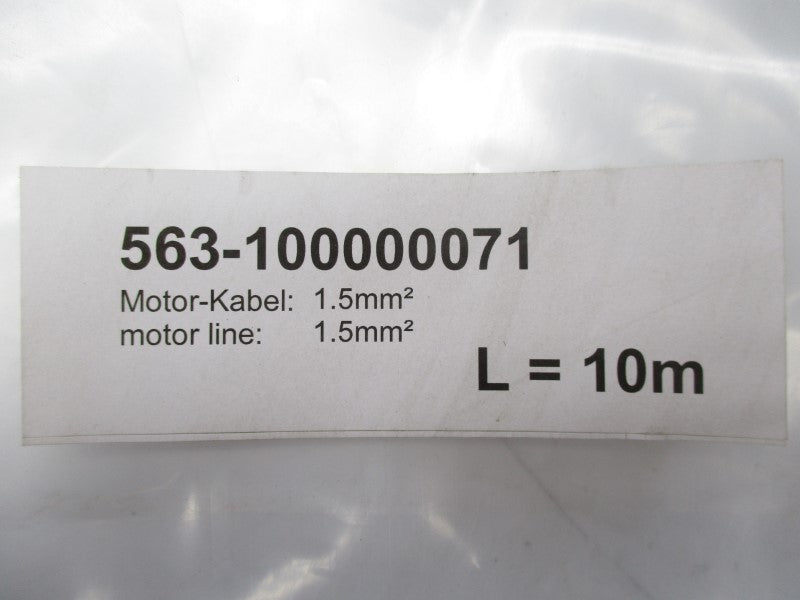 563-100000071
Motor-Kabel: 1.5mm²
motor line: 1.5mm²
L = 10m